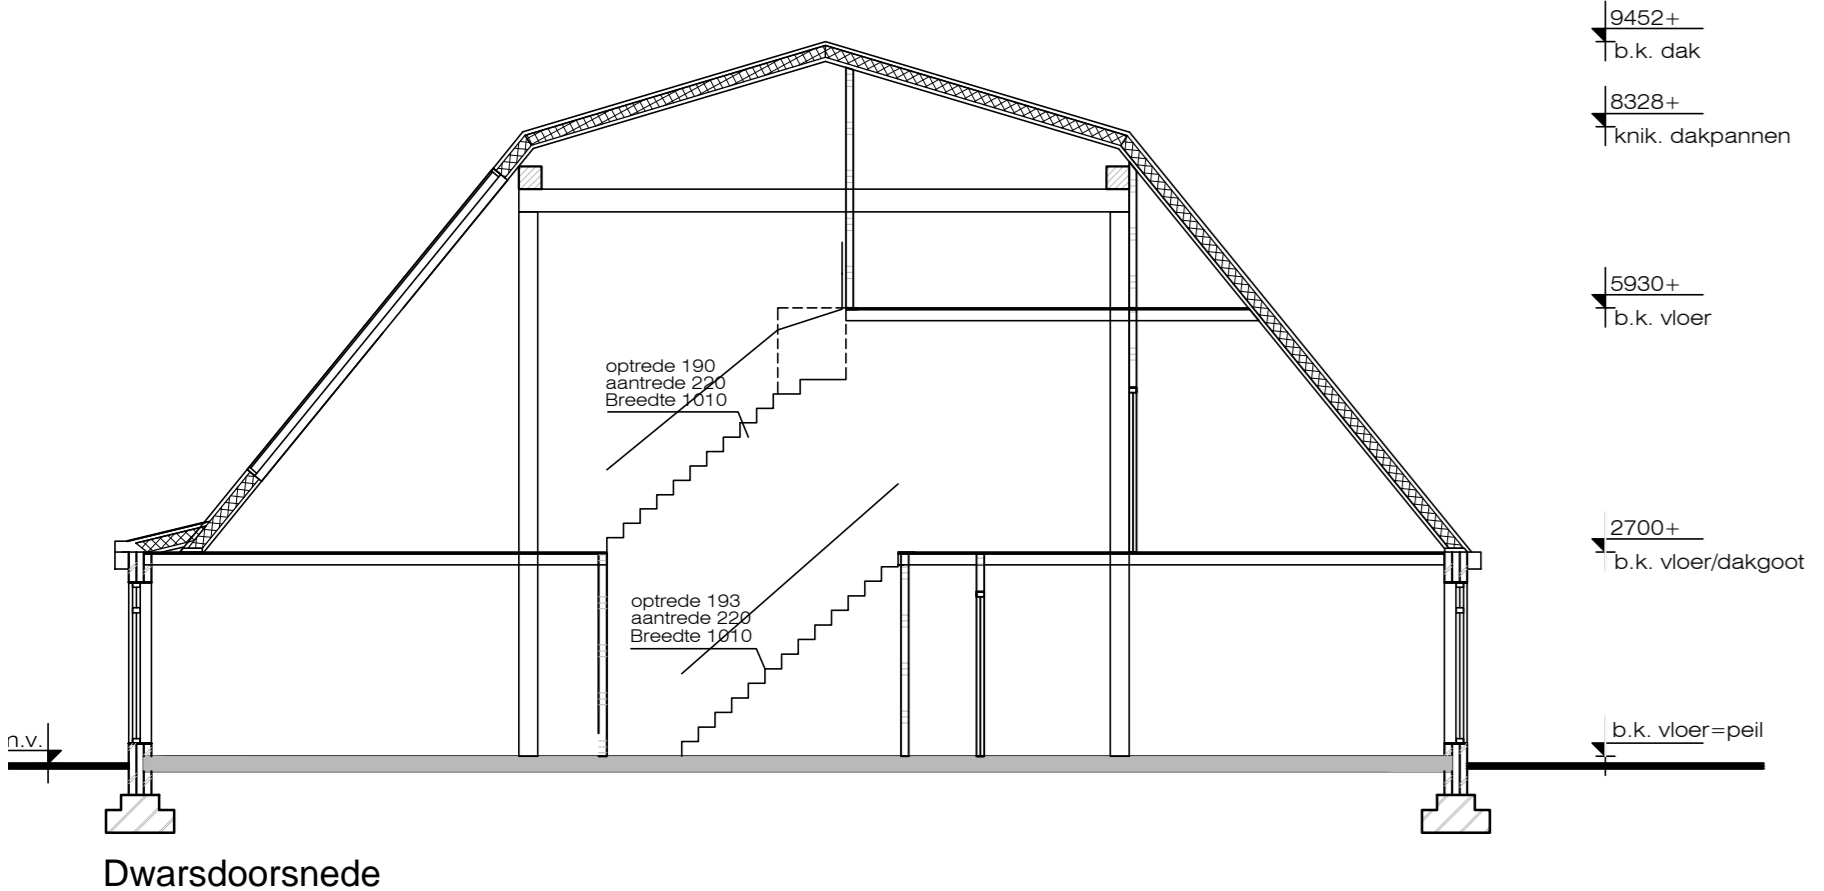 9452+
b.k. dak
8328+
knik. dakpannen
5930+
b.k. vloer
optrede 190
aantrede 220
Breedte 1010
2700+
b.k. vloer/dakgoot
optrede 193
aantrede 220
Breedte 1010
b.k. vloer=peil
m.v.
Dwarsdoorsnede